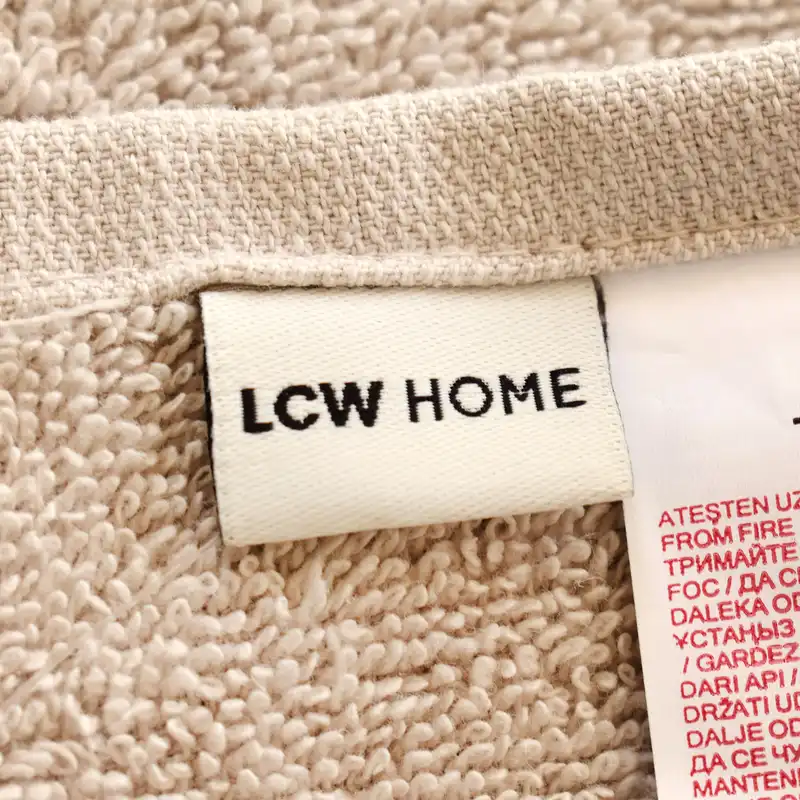 LCW HOME
ATEŞTEN UZ
FROM FIRE
ТРИМАЙТЕ
FOC / ДА С
DALEKA OD
ҰСТАҢЫЗ
/ GARDEZ
DARI API /
DRŽATI UD
DALJE OD
ДА СЕ ЧУ
MANTEN